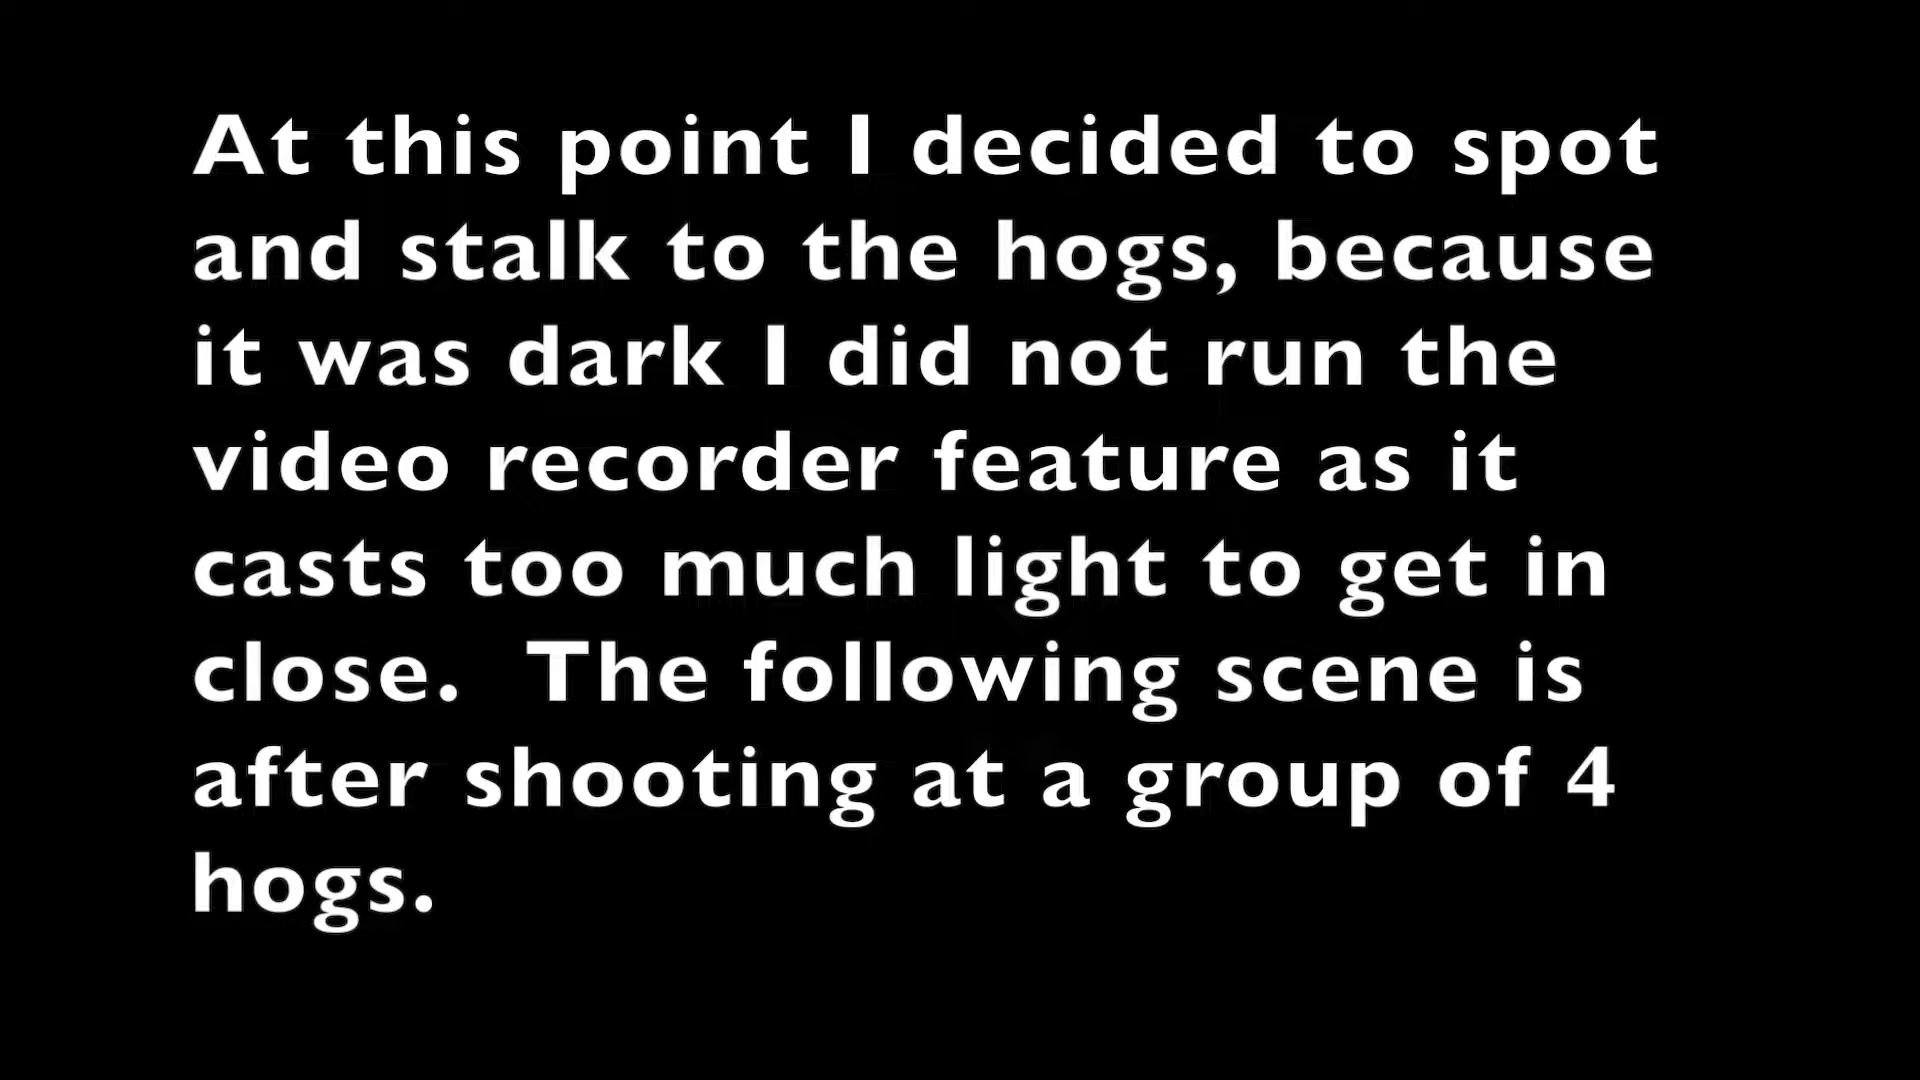 At this point I decided to spot
and stalk to the hogs, because
it was dark I did not run the
video recorder feature as it
casts too much light to get in
close.  The following scene is
after shooting at a group of 4
hogs.